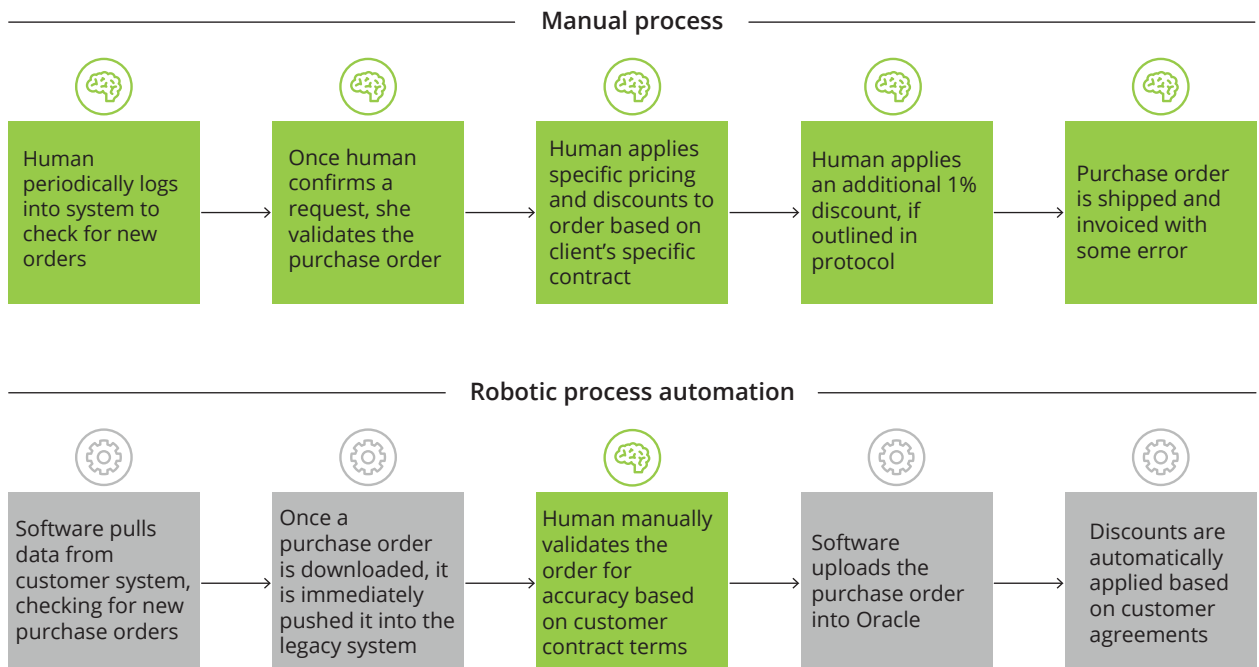 Manual process
Human
periodically logs
into system to
check for new
orders
Once human
confirms a
request, she
validates the
purchase order
Human applies
specific pricing
and discounts to
order based on
client’s specific
contract
Human applies
an additional 1%
discount, if
outlined in
protocol
Purchase order
is shipped and
invoiced with
some error
Robotic process automation
Software pulls
data from
customer system,
checking for new
purchase orders
Once a
purchase order
is downloaded, it
is immediately
pushed it into the
legacy system
Human manually
validates the
order for
accuracy based
on customer
contract terms
Software
uploads the
purchase order
into Oracle
Discounts are
automatically
applied based
on customer
agreements